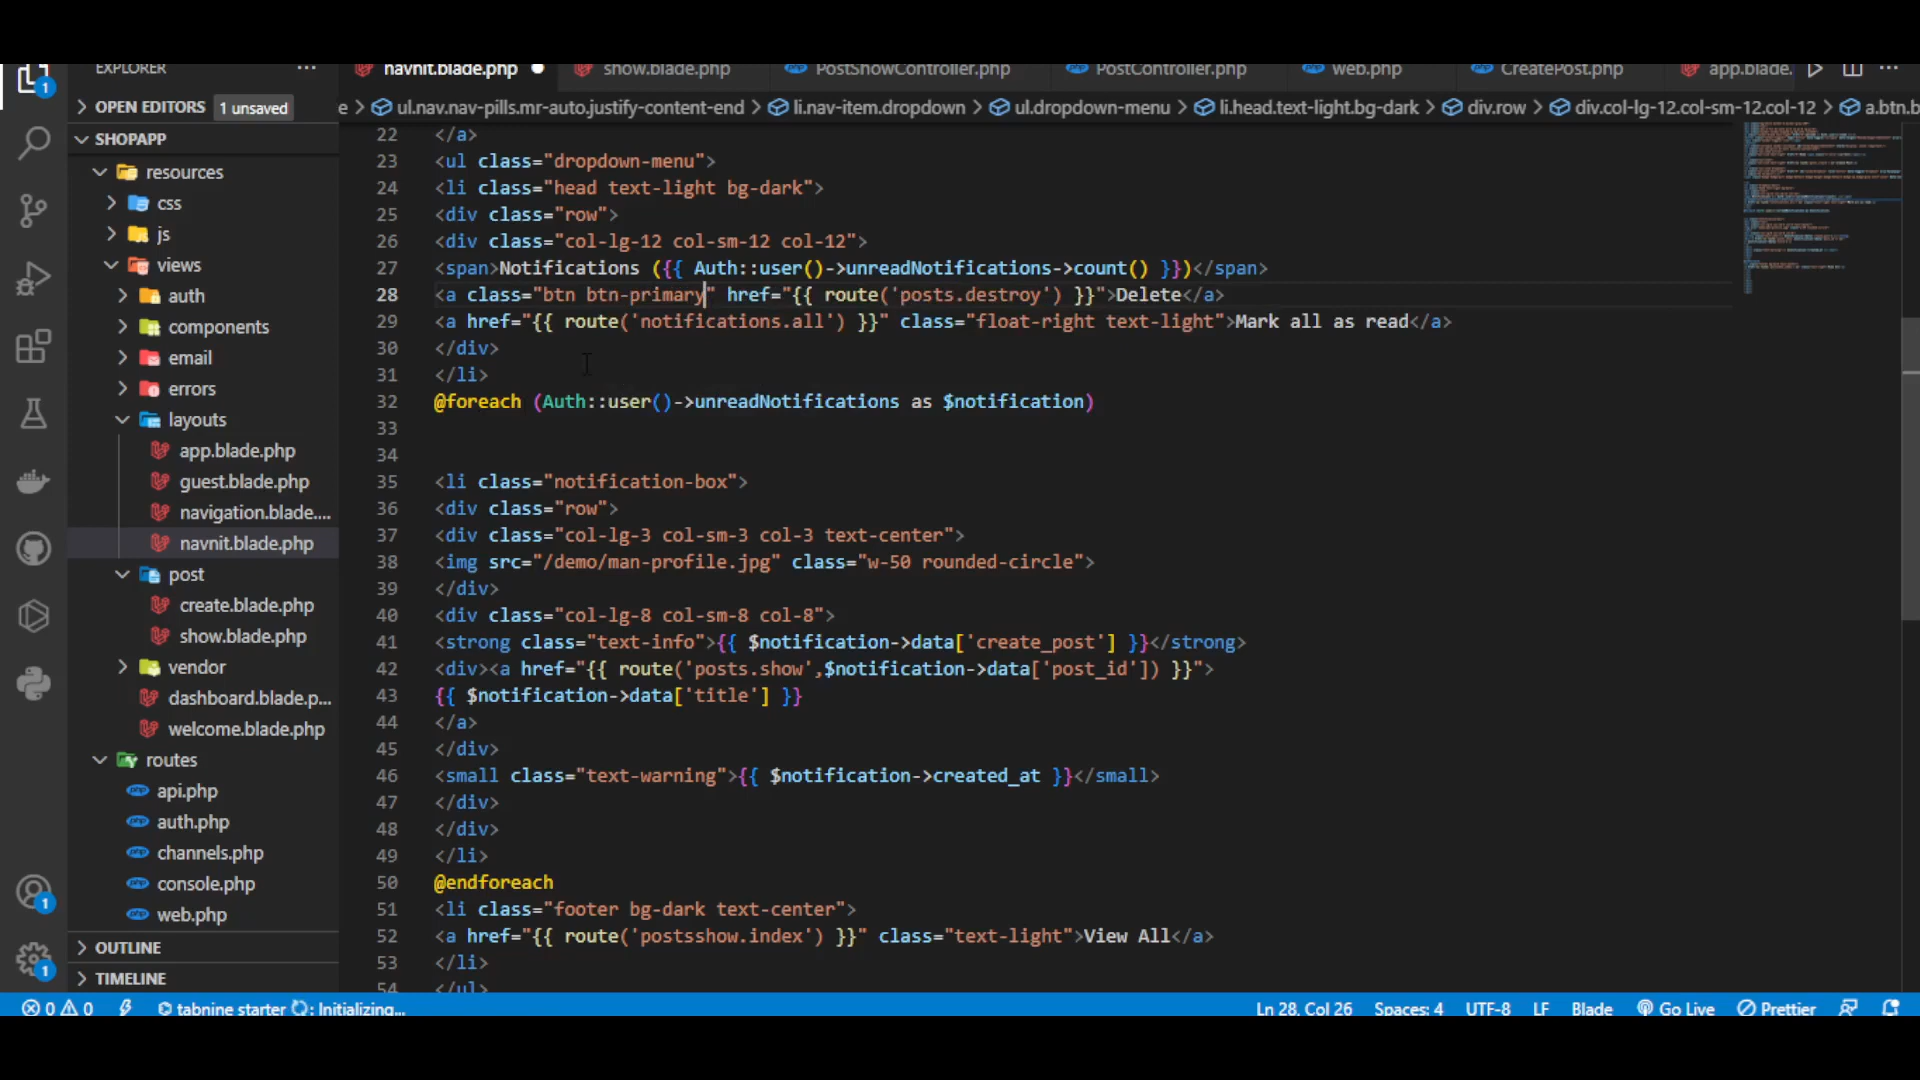 EXPLORER ...
navnit.blade.php show.blade.php PostShowController.php PostController.php web.php CreatePost.php app.blade.
1
OPEN EDITORS 1 unsaved
e > ul.nav.nav-pills.mr-auto.justify-content-end > li.nav-item.dropdown > ul.dropdown-menu > li.head.text-light.bg-dark > div.row > div.col-lg-12.col-sm-12.col-12 > a.btn.b
SHOPAPP
resources
css
js
views
auth
components
email
errors
layouts
app.blade.php
guest.blade.php
navigation.blade....
navnit.blade.php
post
create.blade.php
show.blade.php
vendor
dashboard.blade.p...
welcome.blade.php
routes
api.php
auth.php
channels.php
console.php
web.php
OUTLINE
TIMELINE
1
1
22 </a>
23 <ul class="dropdown-menu">
24 <li class="head text-light bg-dark">
25 <div class="row">
26 <div class="col-lg-12 col-sm-12 col-12">
27 <span>Notifications ({{ Auth::user()->unreadNotifications->count() }})</span>
28 <a class="btn btn-primary" href="{{ route('posts.destroy') }}">Delete</a>
29 <a href="{{ route('notifications.all') }}" class="float-right text-light">Mark all as read</a>
30 </div>
31 </li>
32 @foreach (Auth::user()->unreadNotifications as $notification)
33
34
35 <li class="notification-box">
36 <div class="row">
37 <div class="col-lg-3 col-sm-3 col-3 text-center">
38 <img src="/demo/man-profile.jpg" class="w-50 rounded-circle">
39 </div>
40 <div class="col-lg-8 col-sm-8 col-8">
41 <strong class="text-info">{{ $notification->data['create_post'] }}</strong>
42 <div><a href="{{ route('posts.show',$notification->data['post_id']) }}">
43 {{ $notification->data['title'] }}
44 </a>
45 </div>
46 <small class="text-warning">{{ $notification->created_at }}</small>
47 </div>
48 </div>
49 </li>
50 @endforeach
51 <li class="footer bg-dark text-center">
52 <a href="{{ route('postsshow.index') }}" class="text-light">View All</a>
53 </li>
54 </ul>
0 0 tabnine starter : Initializing... Ln 28, Col 26 Spaces: 4 UTF-8 LF Blade Go Live Prettier